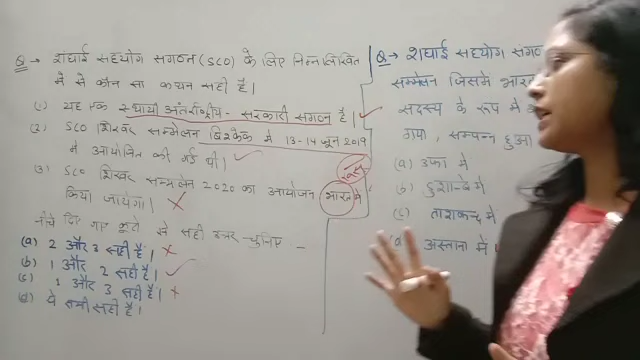 Q → शंघाई सहयोग संगठन (SCO) के लिए निम्नलिखित
में से कौन सा कथन सही है।
(1) यह एक स्थायी अंतर्राष्ट्रीय - सरकारी संगठन है।
(2) SCO शिखर सम्मेलन बिश्केक में 13-14 जून 2019
में आयोजित की गई थी।
(3) SCO शिखर सम्मेलन 2020 का आयोजन भारत में
किया जायेगा।
नीचे दिए गए कूटों में से सही उत्तर चुनिए -
(a) 2 और 3 सही है।
(b) 1 और 2 सही है।
(c) 1 और 3 सही है।
(d) ये सभी सही है।
Q → शंघाई सहयोग संगठन
सम्मेलन जिसमें भारत
सदस्य के रूप में
गया, सम्पन्न हुआ
(a) उफा में
(b) दुशान्बे में
(c) ताशकन्द में
(d) अस्ताना में